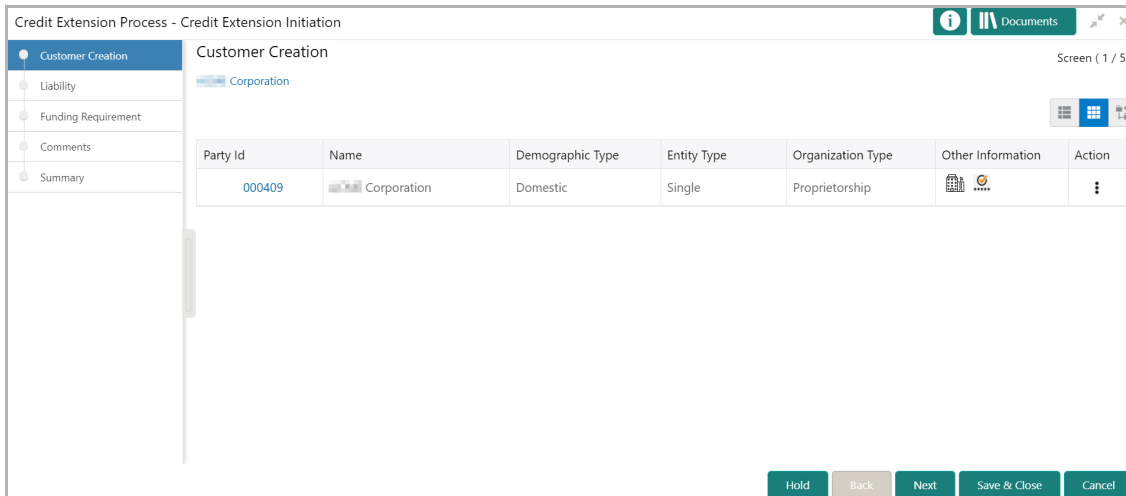 Credit Extension Process - Credit Extension Initiation
Documents
Customer Creation
Liability
Funding Requirement
Comments
Summary
Customer Creation
Screen ( 1 / 5
Corporation
Party Id Name Demographic Type Entity Type Organization Type Other Information Action
000409 Corporation Domestic Single Proprietorship
Hold Back Next Save & Close Cancel